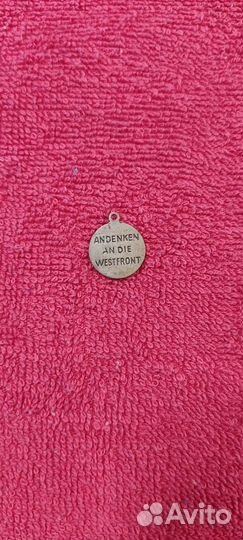 ANDENKEN
AN DIE
WESTFRONT
Avito